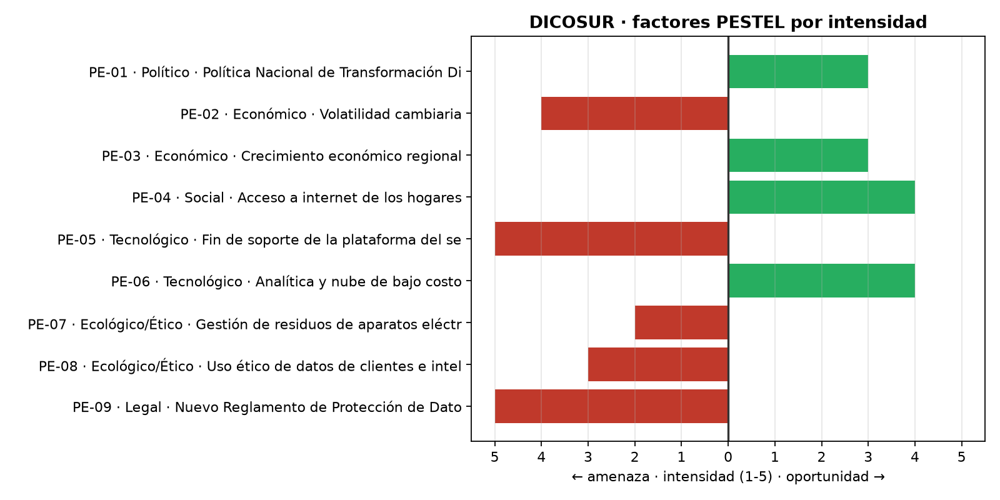 DICOSUR · factores PESTEL por intensidad
PE-01 · Político · Política Nacional de Transformación Di
PE-02 · Económico · Volatilidad cambiaria
PE-03 · Económico · Crecimiento económico regional
PE-04 · Social · Acceso a internet de los hogares
PE-05 · Tecnológico · Fin de soporte de la plataforma del se
PE-06 · Tecnológico · Analítica y nube de bajo costo
PE-07 · Ecológico/Ético · Gestión de residuos de aparatos eléctr
PE-08 · Ecológico/Ético · Uso ético de datos de clientes e intel
PE-09 · Legal · Nuevo Reglamento de Protección de Dato
5 4 3 2 1 0 1 2 3 4 5
← amenaza · intensidad (1-5) · oportunidad →